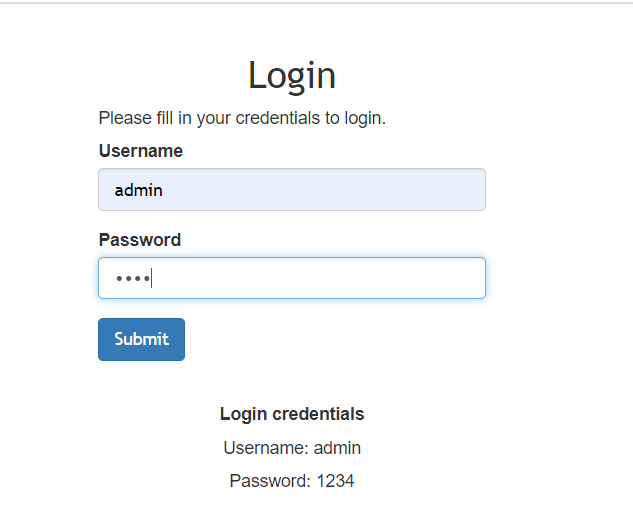 Login
Please fill in your credentials to login.
Username
admin
Password
••••
Submit
Login credentials
Username: admin
Password: 1234